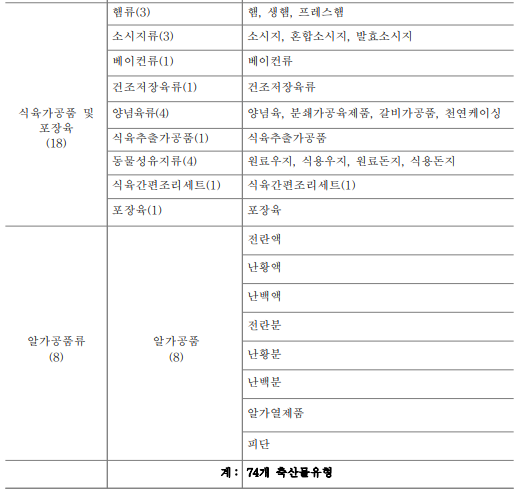 햄류(3) 햄, 생햄, 프레스햄
소시지류(3) 소시지, 혼합소시지, 발효소시지
베이컨류(1) 베이컨류
건조저장육류(1) 건조저장육류
식육가공품 및
포장육
(18)
양념육류(4) 양념육, 분쇄가공육제품, 갈비가공품, 천연케이싱
식육추출가공품(1) 식육추출가공품
동물성유지류(4) 원료우지, 식용우지, 원료돈지, 식용돈지
식육간편조리세트(1) 식육간편조리세트(1)
포장육(1) 포장육
알가공품류
(8)
알가공품
(8)
전란액
난황액
난백액
전란분
난황분
난백분
알가열제품
피단
계 : 74개 축산물유형